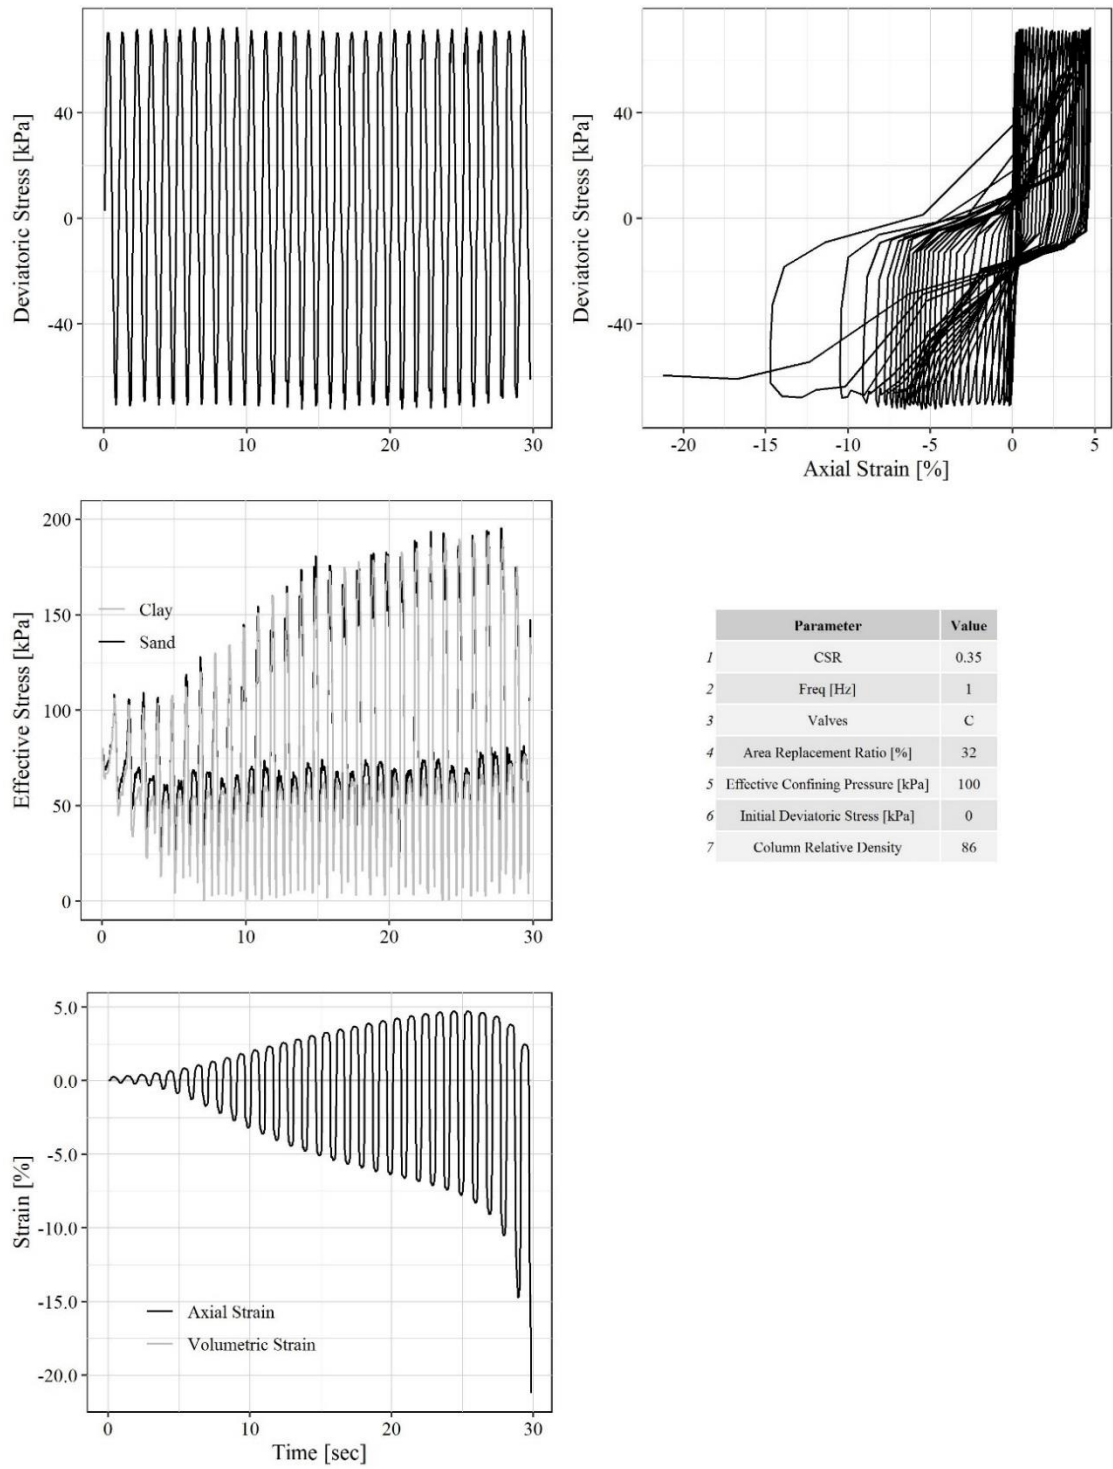 Deviatoric Stress [kPa]
40
0
-40
0
10
20
30
Deviatoric Stress [kPa]
40
0
-40
-20
-15
-10
-5
0
5
Axial Strain [%]
Effective Stress [kPa]
200
150
100
50
0
Clay
Sand
0
10
20
30
Parameter Value
1 CSR 0.35
2 Freq [Hz] 1
3 Valves C
4 Area Replacement Ratio [%] 32
5 Effective Confining Pressure [kPa] 100
6 Initial Deviatoric Stress [kPa] 0
7 Column Relative Density 86
Strain [%]
5.0
0.0
-5.0
-10.0
-15.0
-20.0
Axial Strain
Volumetric Strain
0
10
20
30
Time [sec]